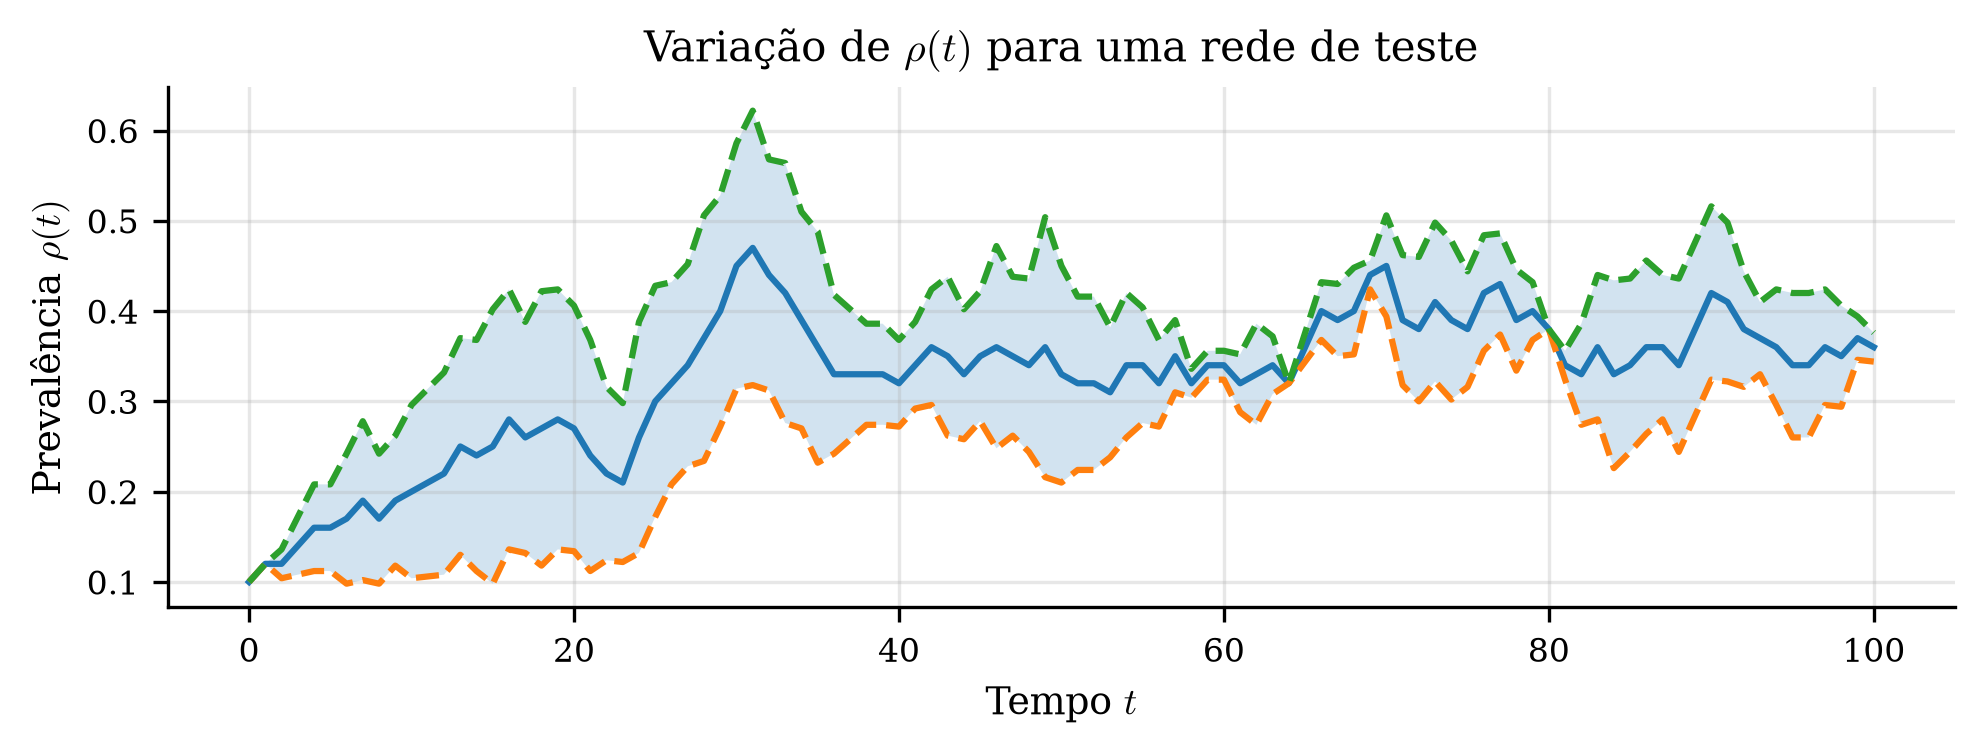 Variação de ρ(t) para uma rede de teste
Prevalência ρ(t)
0.6
0.5
0.4
0.3
0.2
0.1
0 20 40 60 80 100
Tempo t